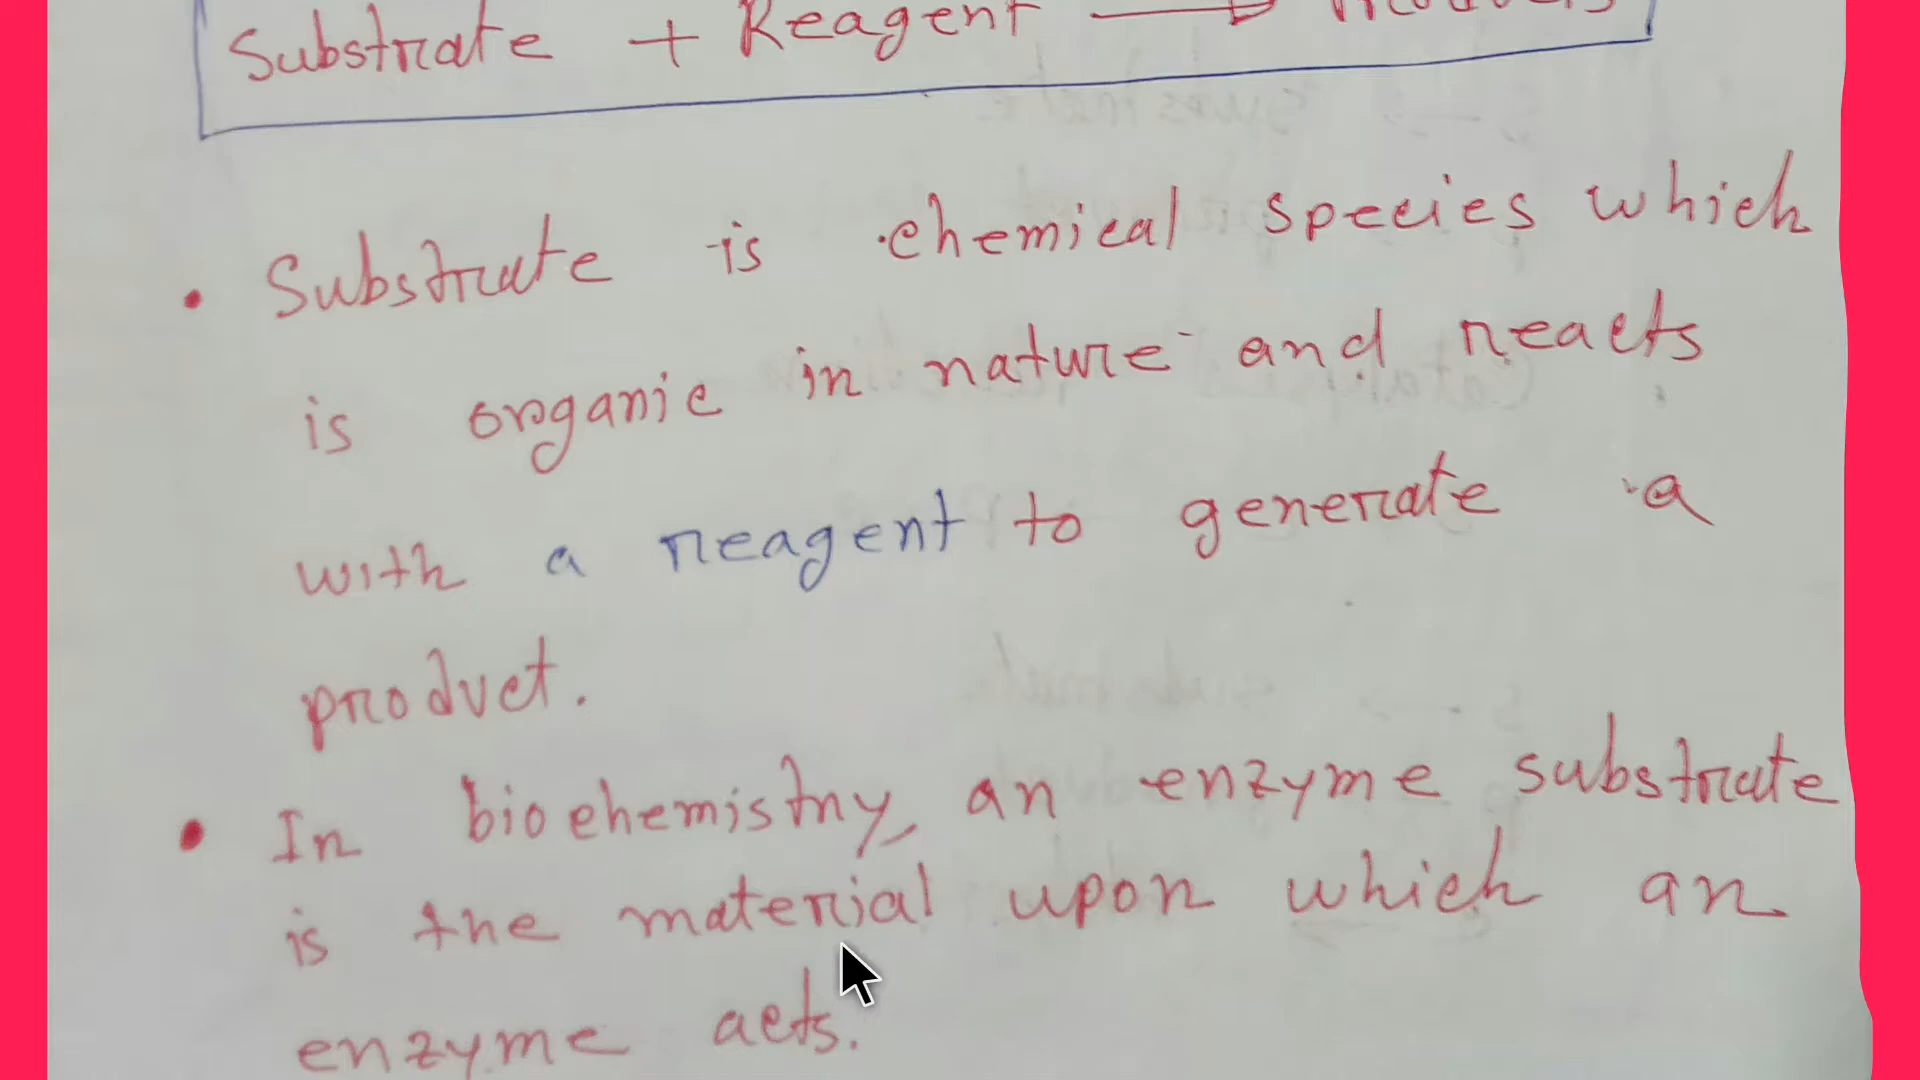 Substrate + Reagent → Products
• Substrate is chemical species which
is organic in nature and reacts
with a reagent to generate a
product.
• In biochemistry, an enzyme substrate
is the material upon which an
enzyme acts.